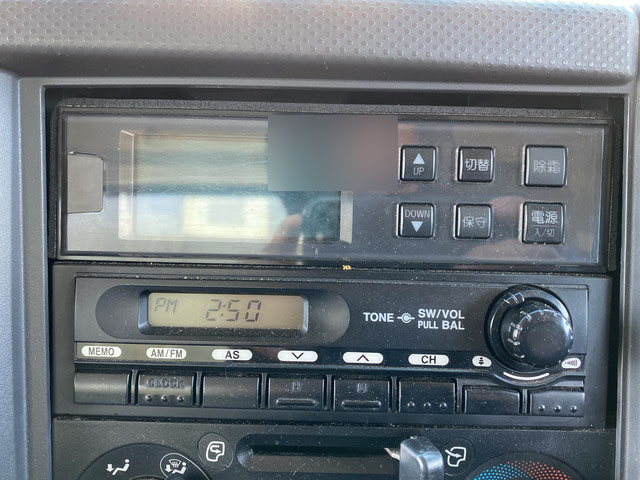 ▲
UP
切替
除霜
DOWN
▼
保守
電源
入/切
PM 2:50
TONE
SW/VOL
PULL BAL
MEMO
AM/FM
AS
CH
CLOCK